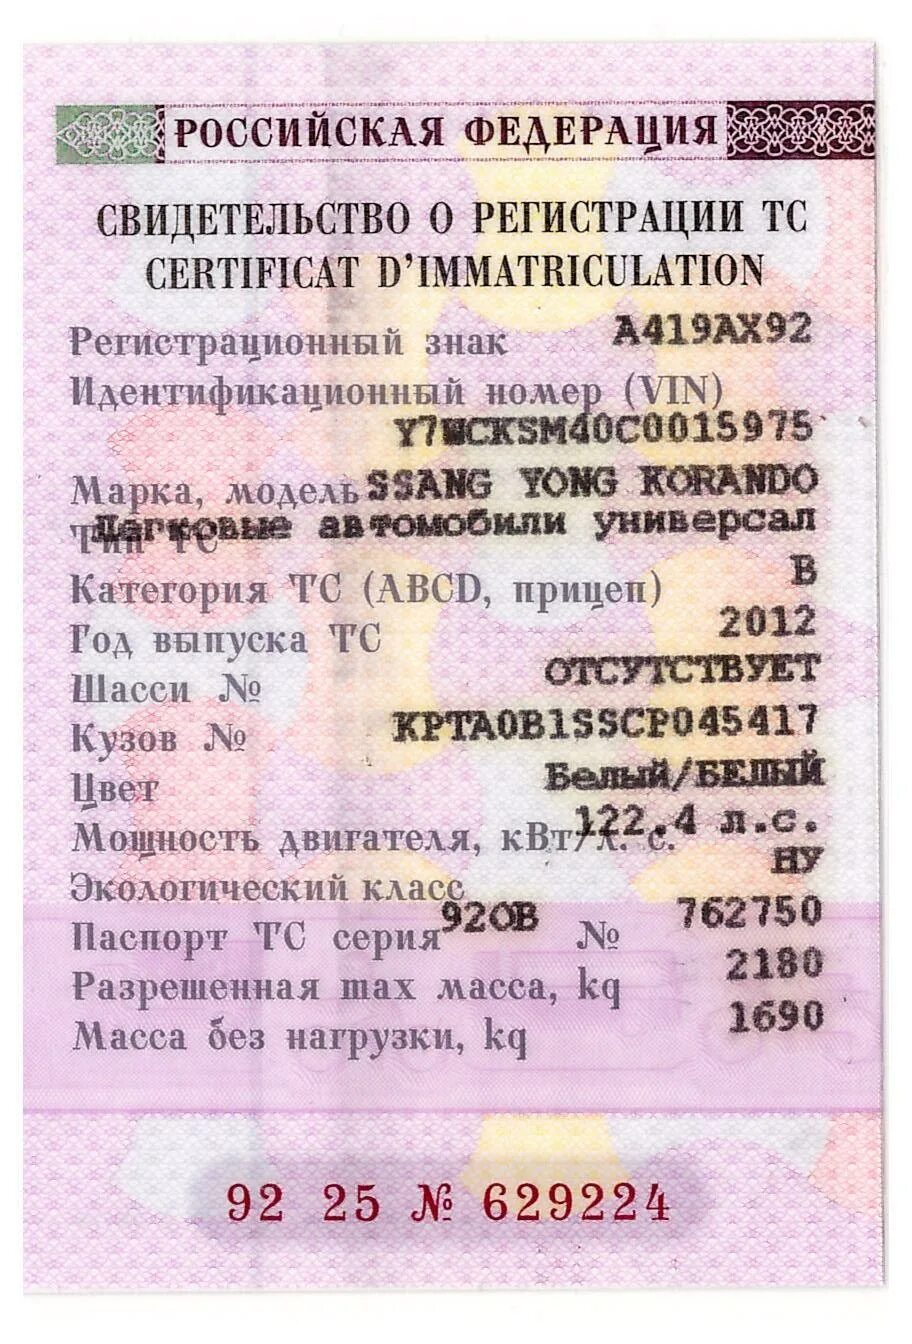 РОССИЙСКАЯ ФЕДЕРАЦИЯ
СВИДЕТЕЛЬСТВО О РЕГИСТРАЦИИ ТС
CERTIFICAT D'IMMATRICULATION
Регистрационный знак А419АХ92
Идентификационный номер (VIN)
Y7WCKSM40C0015975
Марка, модель SSANG YONG KORANDO
Тип ТС Легковые автомобили универсал
Категория ТС (ABCD, прицеп) B
Год выпуска ТС 2012
Шасси № ОТСУТСТВУЕТ
Кузов № KPTA0B1SSCP045417
Цвет Белый/БЕЛЫЙ
Мощность двигателя, кВт/л. с. 122.4 л.с.
Экологический класс НУ
Паспорт ТС серия 92ОВ № 762750
Разрешенная max масса, kg 2180
Масса без нагрузки, kg 1690
92 25 № 629224